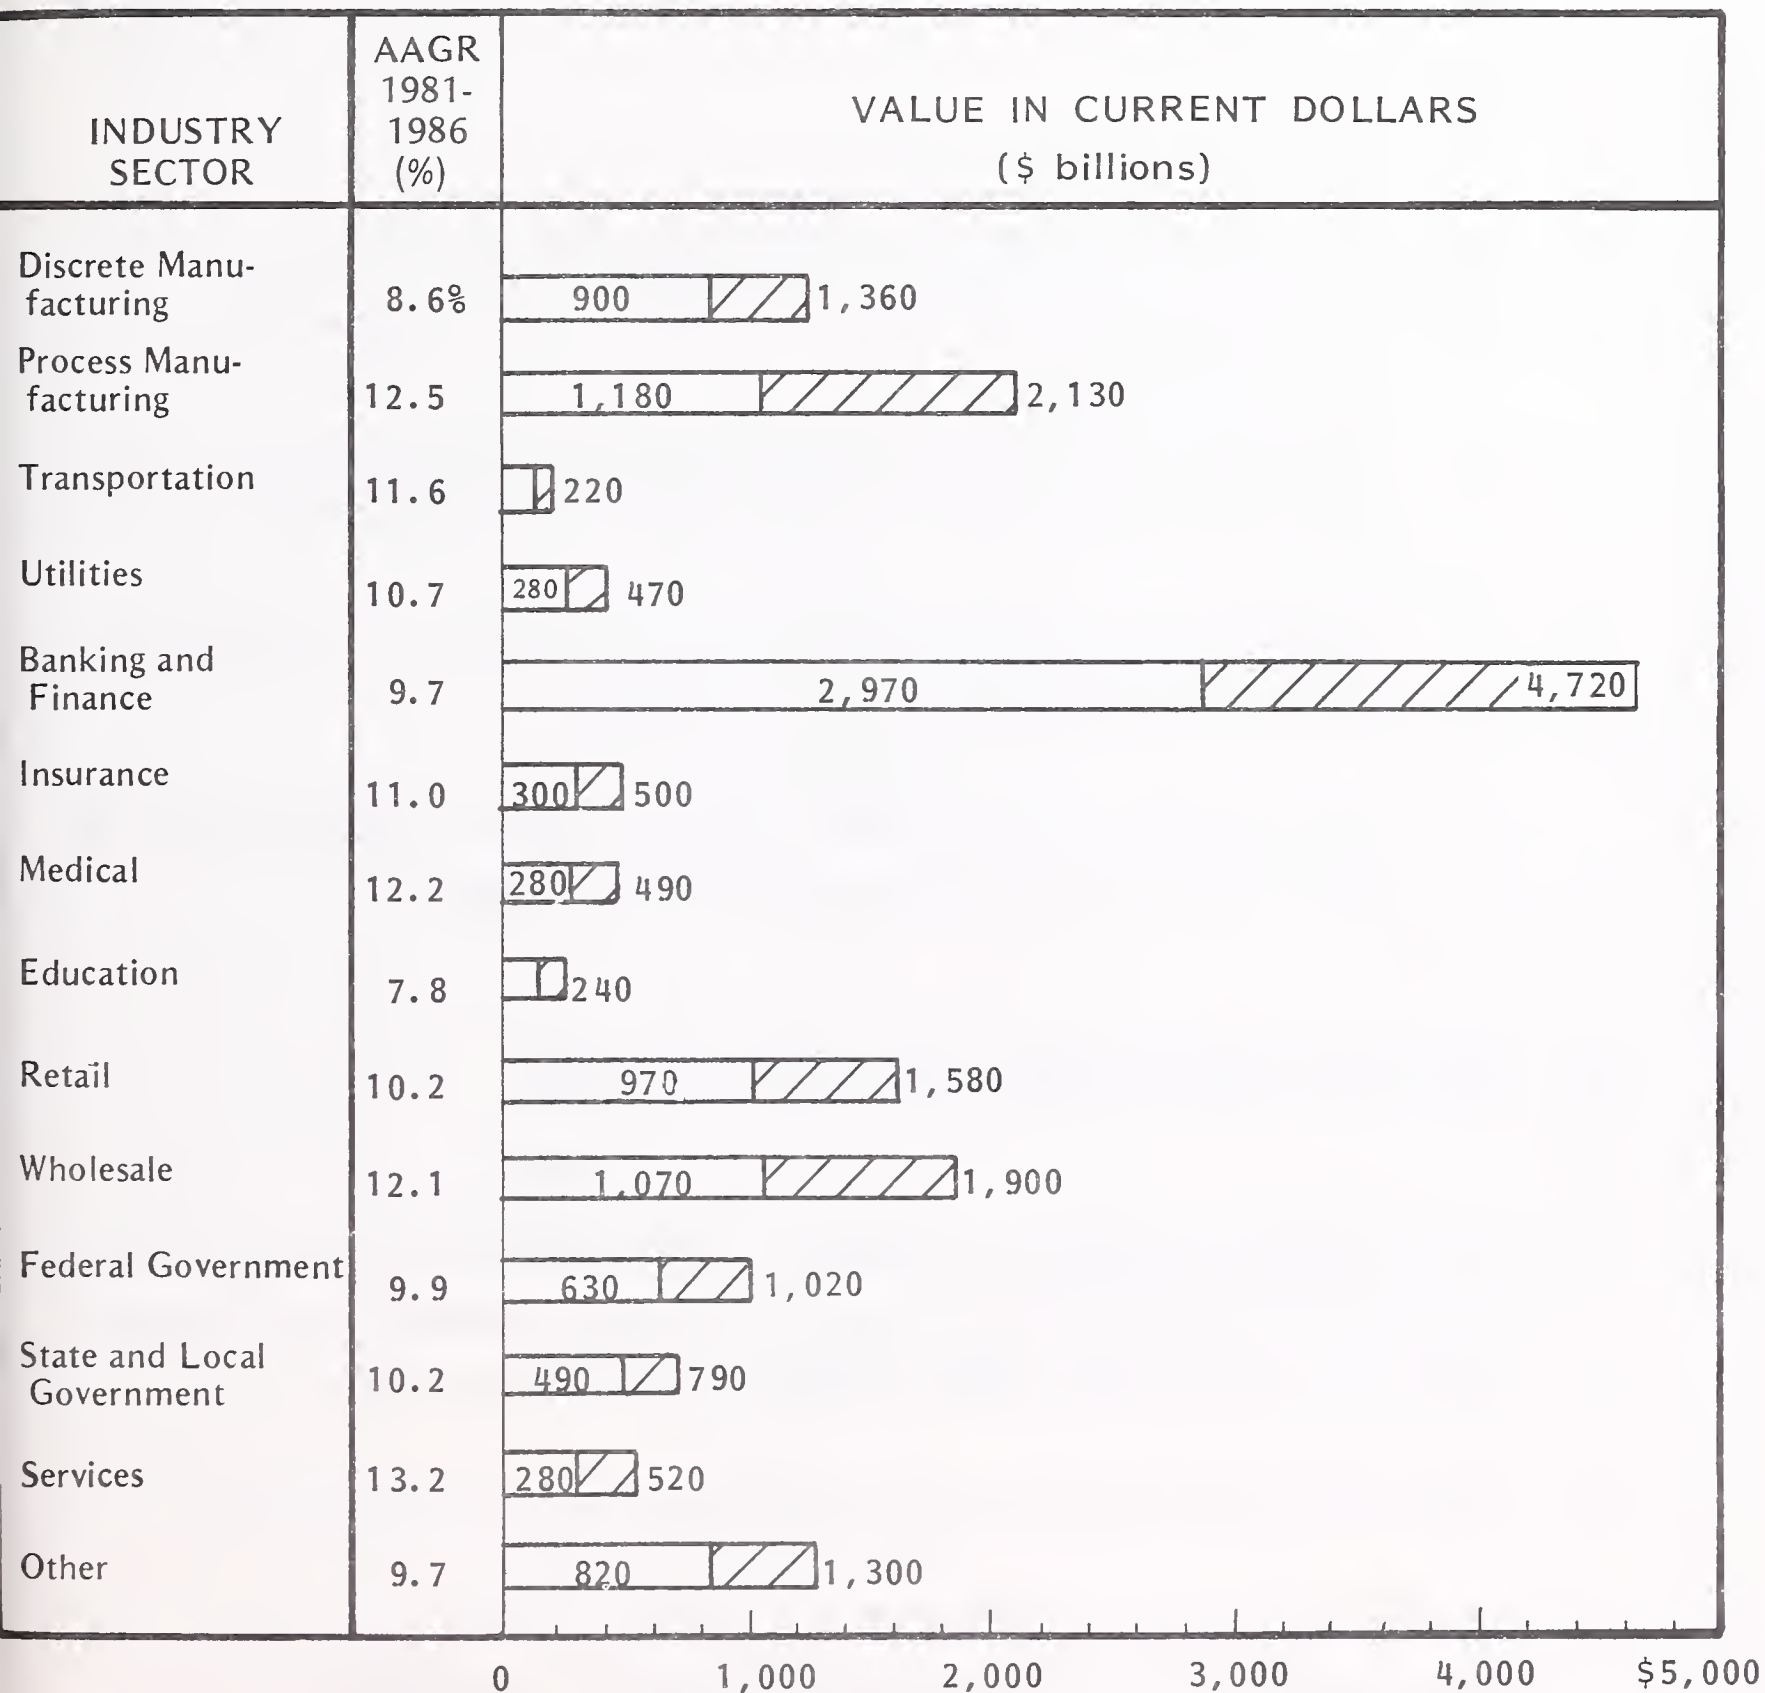 INDUSTRY
SECTOR
AAGR
1981-
1986
(%)
VALUE IN CURRENT DOLLARS
($ billions)
Discrete Manu-
facturing
8.6%
900
1,360
Process Manu-
facturing
12.5
1,180
2,130
Transportation
11.6
220
Utilities
10.7
280
470
Banking and
Finance
9.7
2,970
4,720
Insurance
11.0
300
500
Medical
12.2
280
490
Education
7.8
240
Retail
10.2
970
1,580
Wholesale
12.1
1,070
1,900
Federal Government
9.9
630
1,020
State and Local
Government
10.2
490
790
Services
13.2
280
520
Other
9.7
820
1,300
0 1,000 2,000 3,000 4,000 $5,000